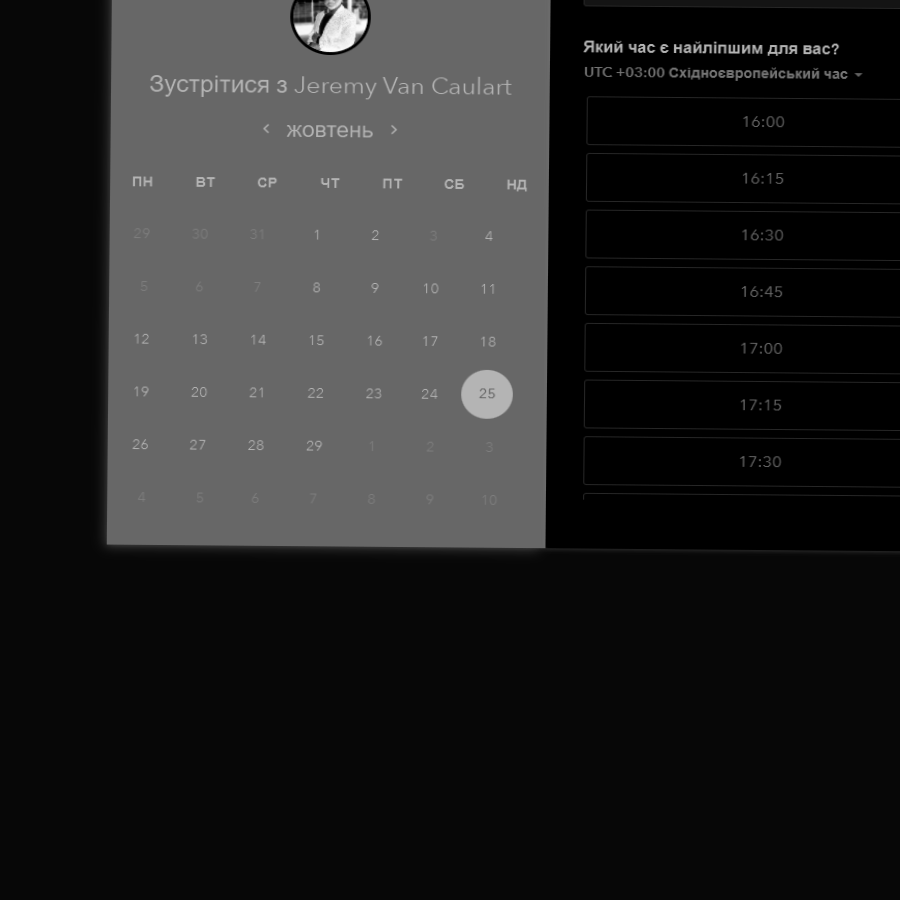 Зустрітися з Jeremy Van Caulart
жовтень
ПН ВТ СР ЧТ ПТ СБ НД
29 30 31 1 2 3 4
5 6 7 8 9 10 11
12 13 14 15 16 17 18
19 20 21 22 23 24 25
26 27 28 29 1 2 3
4 5 6 7 8 9 10
Який час є найліпшим для вас?
UTC +03:00 Східноєвропейський час
16:00
16:15
16:30
16:45
17:00
17:15
17:30